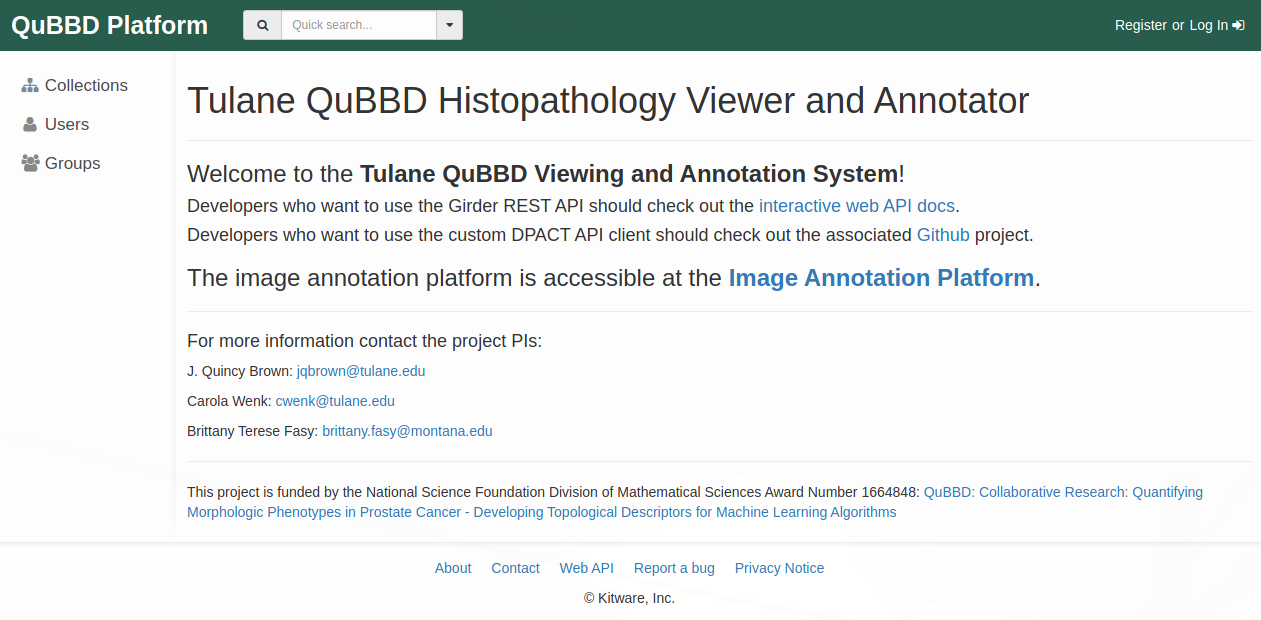 QuBBD Platform
Quick search...
Register or Log In
Collections
Users
Groups
Tulane QuBBD Histopathology Viewer and Annotator
Welcome to the Tulane QuBBD Viewing and Annotation System!
Developers who want to use the Girder REST API should check out the interactive web API docs.
Developers who want to use the custom DPACT API client should check out the associated Github project.
The image annotation platform is accessible at the Image Annotation Platform.
For more information contact the project PIs:
J. Quincy Brown: jqbrown@tulane.edu
Carola Wenk: cwenk@tulane.edu
Brittany Terese Fasy: brittany.fasy@montana.edu
This project is funded by the National Science Foundation Division of Mathematical Sciences Award Number 1664848: QuBBD: Collaborative Research: Quantifying
Morphologic Phenotypes in Prostate Cancer - Developing Topological Descriptors for Machine Learning Algorithms
About Contact Web API Report a bug Privacy Notice
© Kitware, Inc.